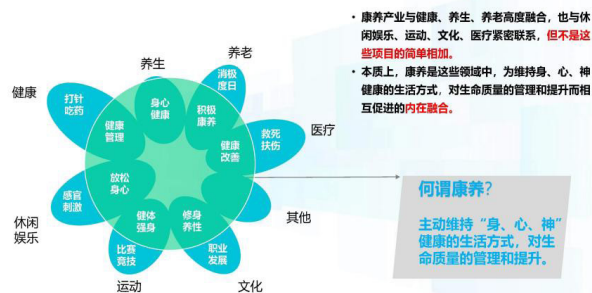 养生
养老
健康
医疗
其他
文化
运动
休闲
娱乐
打针
吃药
身心
健康
消极
度日
积极
康养
健康
管理
救死
扶伤
健康
改善
放松
身心
感官
刺激
健体
强身
修身
养性
比赛
竞技
职业
发展
• 康养产业与健康、养生、养老高度融合，也与休
闲娱乐、运动、文化、医疗紧密联系，但不是这
些项目的简单相加。
• 本质上，康养是这些领域中，为维持身、心、神
健康的生活方式，对生命质量的管理和提升而相
互促进的内在融合。
何谓康养？
主动维持“身、心、神”
健康的生活方式，对生
命质量的管理和提升。